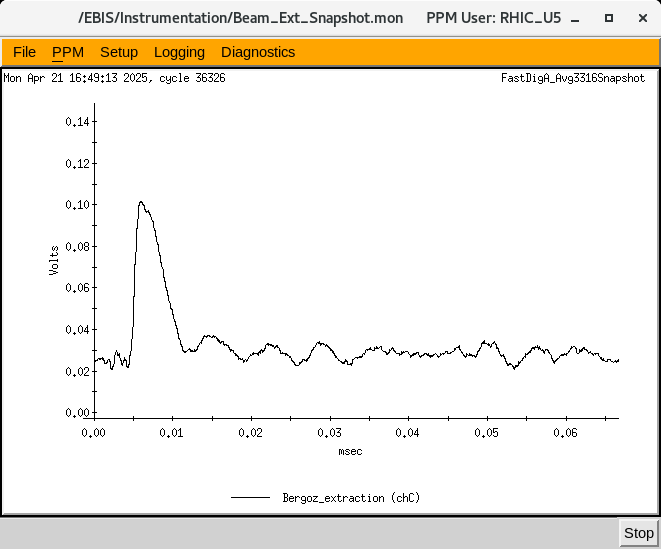 /EBIS/Instrumentation/Beam_Ext_Snapshot.mon PPM User: RHIC_U5
File PPM Setup Logging Diagnostics
Mon Apr 21 16:49:13 2025, cycle 36326 FastDigA_Avg3316Snapshot
0.14
0.12
0.10
0.08
Volts
0.06
0.04
0.02
0.00
0.00 0.01 0.02 0.03 0.04 0.05 0.06
msec
Bergoz_extraction (chC)
Stop